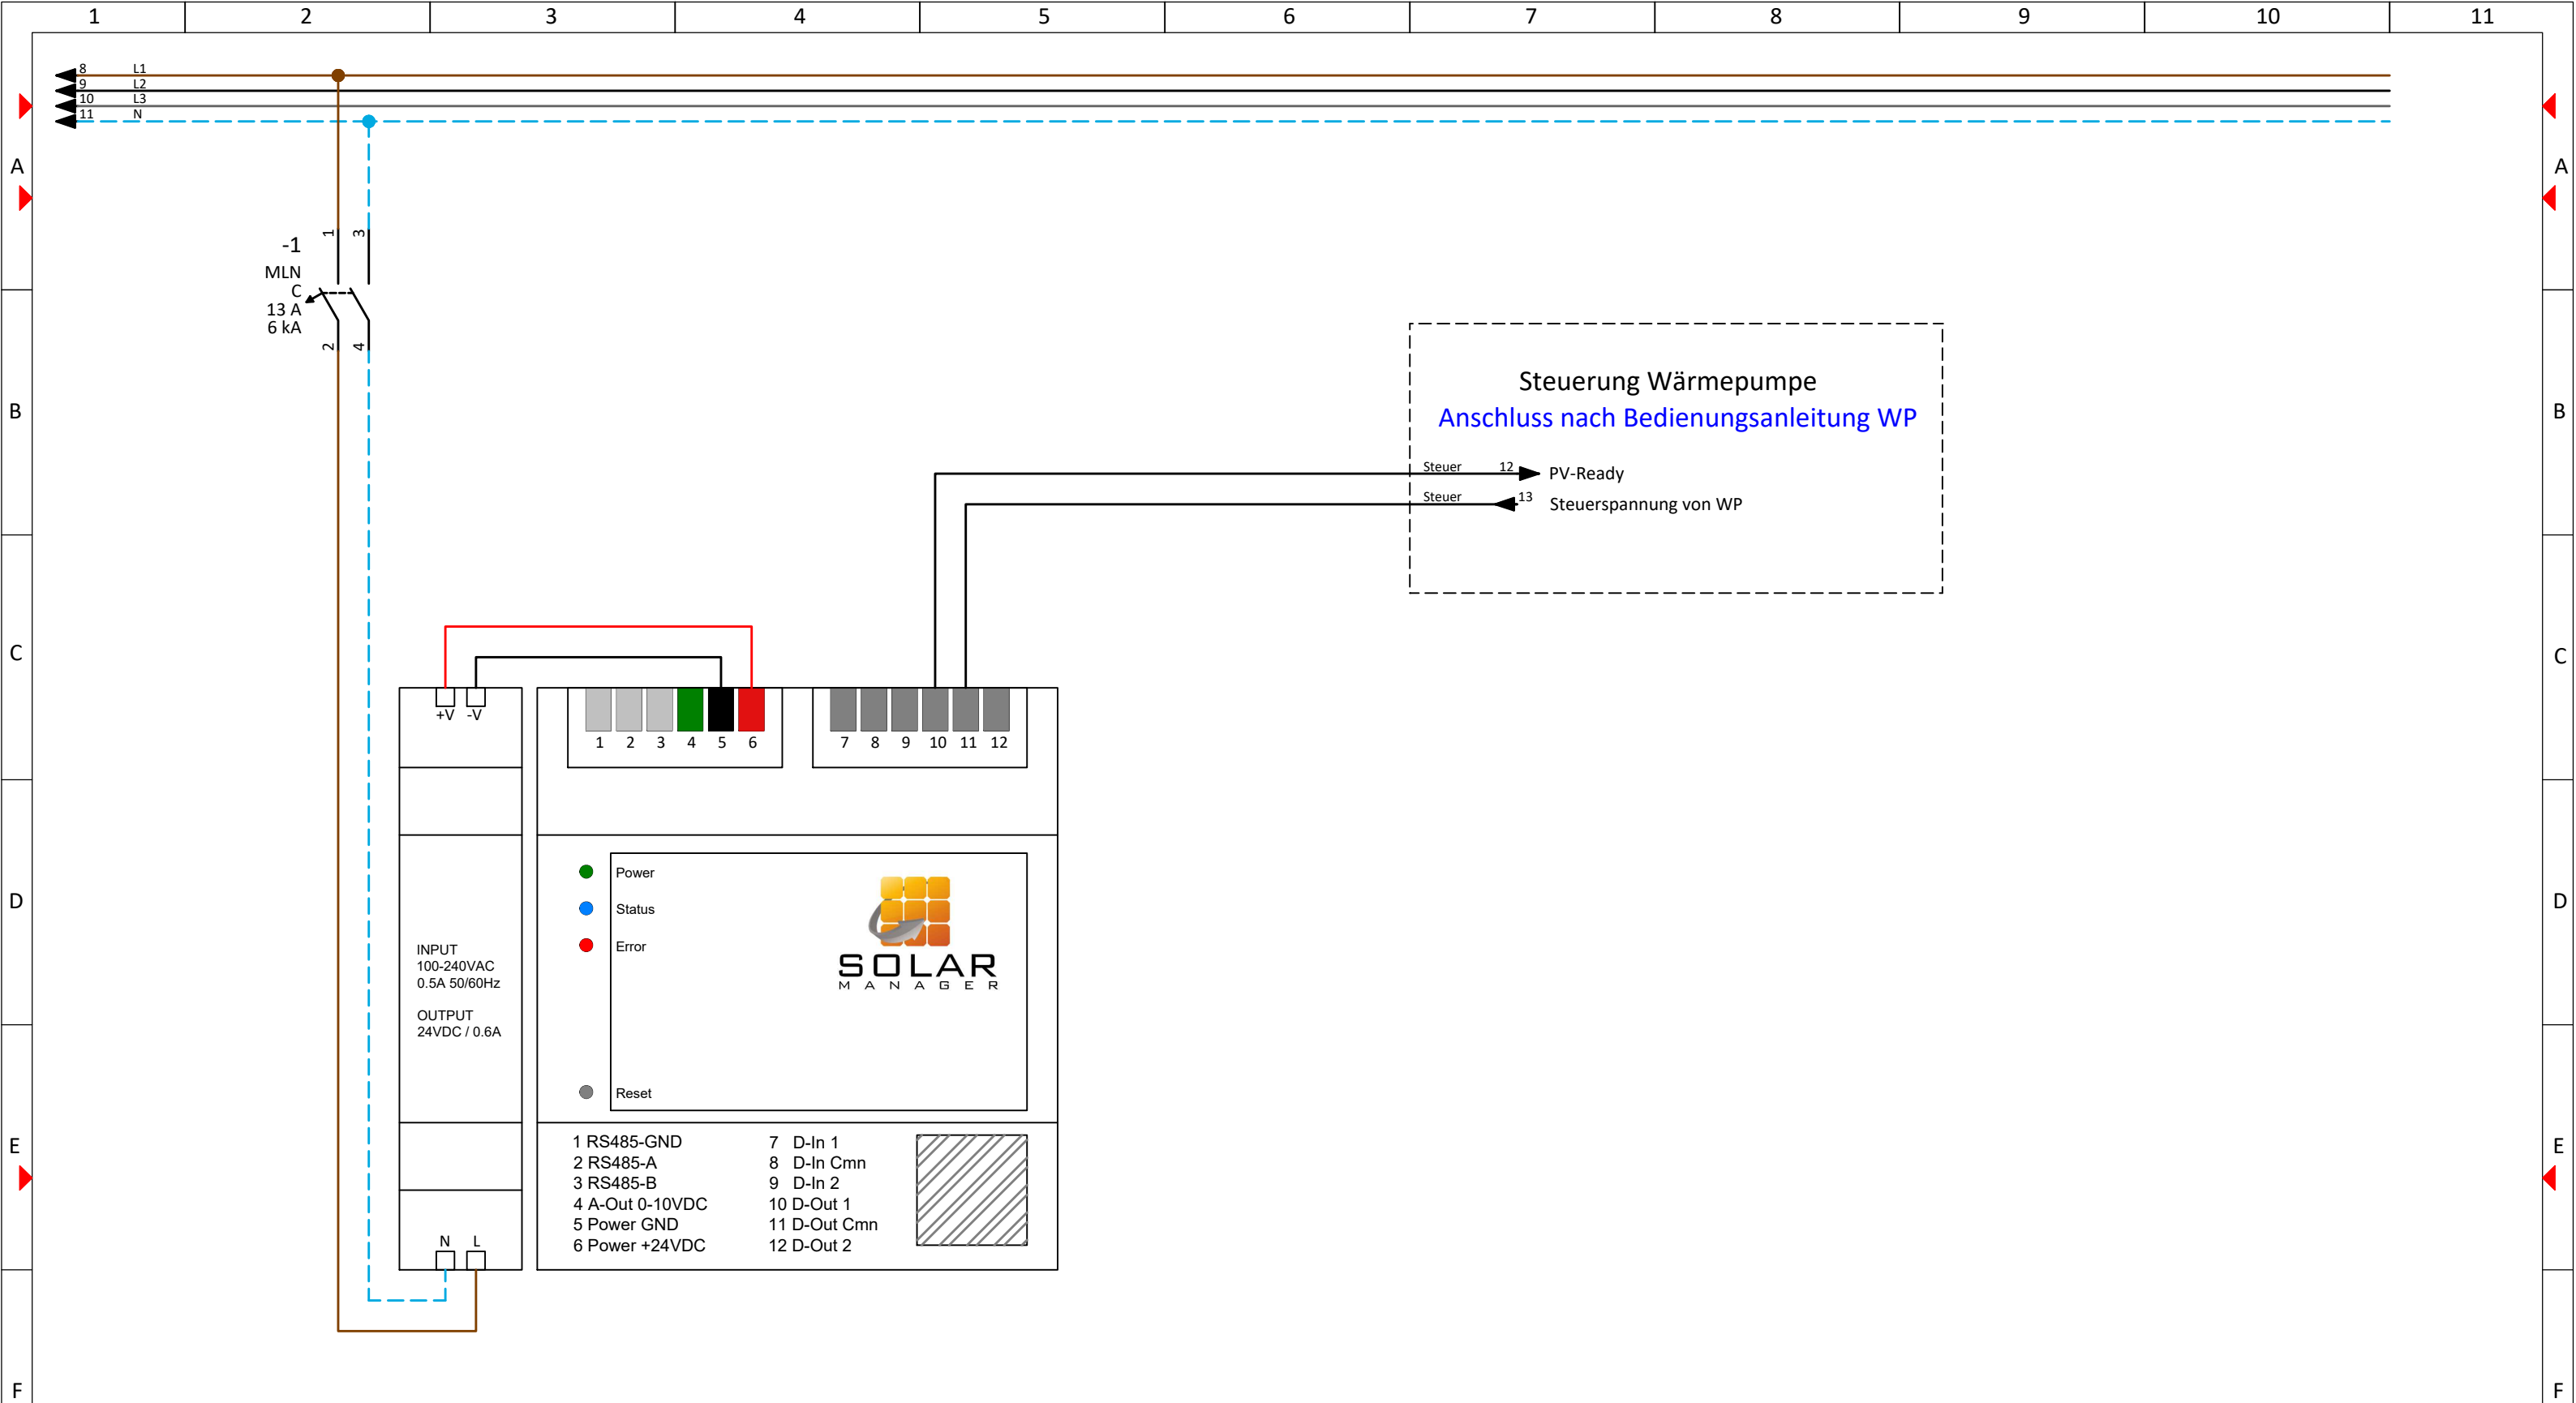 1 2 3 4 5 6 7 8 9 10 11
8 L1
9 L2
10 L3
11 N
A A
1 3
-1
MLN
C
13 A
6 kA
2 4
B B
Steuerung Wärmepumpe
Anschluss nach Bedienungsanleitung WP
Steuer 12 PV-Ready
Steuer 13 Steuerspannung von WP
C C
+V -V
1 2 3 4 5 6 7 8 9 10 11 12
D D
Power
Status
Error
SOLAR
MANAGER
INPUT
100-240VAC
0.5A 50/60Hz
OUTPUT
24VDC / 0.6A
Reset
E E
1 RS485-GND
2 RS485-A
3 RS485-B
4 A-Out 0-10VDC
5 Power GND
6 Power +24VDC
7 D-In 1
8 D-In Cmn
9 D-In 2
10 D-Out 1
11 D-Out Cmn
12 D-Out 2
N L
F F